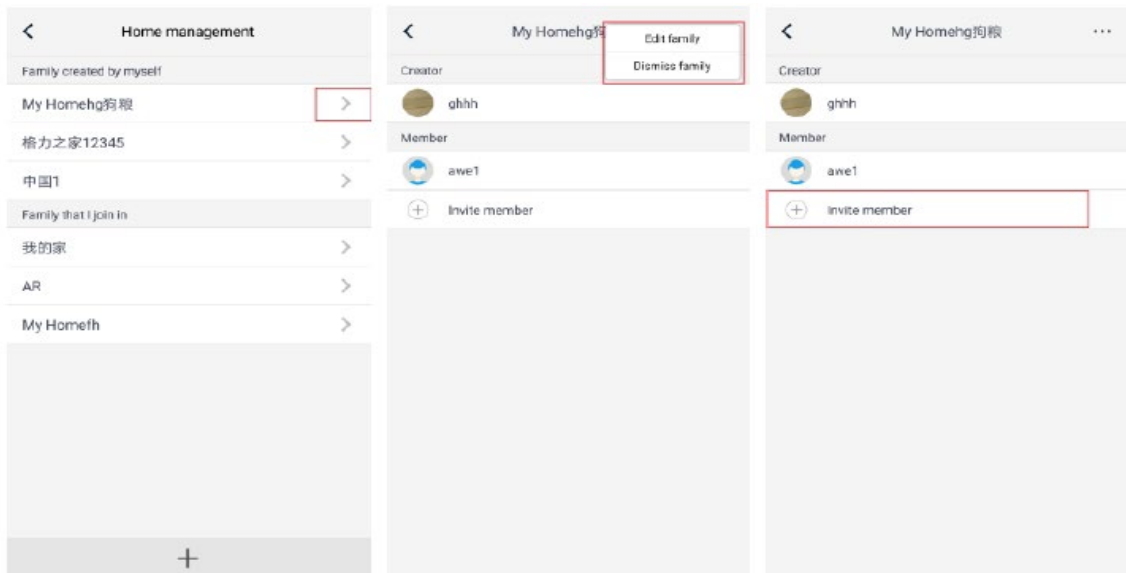 Home management
Family created by myself
My Homehg狗粮
格力之家12345
中国1
Family that I join in
我的家
AR
My Homefh
My Homehg狗
Edit family
Dismiss family
Creator
ghhh
Member
awe1
Invite member
My Homehg狗粮
...
Creator
ghhh
Member
awe1
Invite member